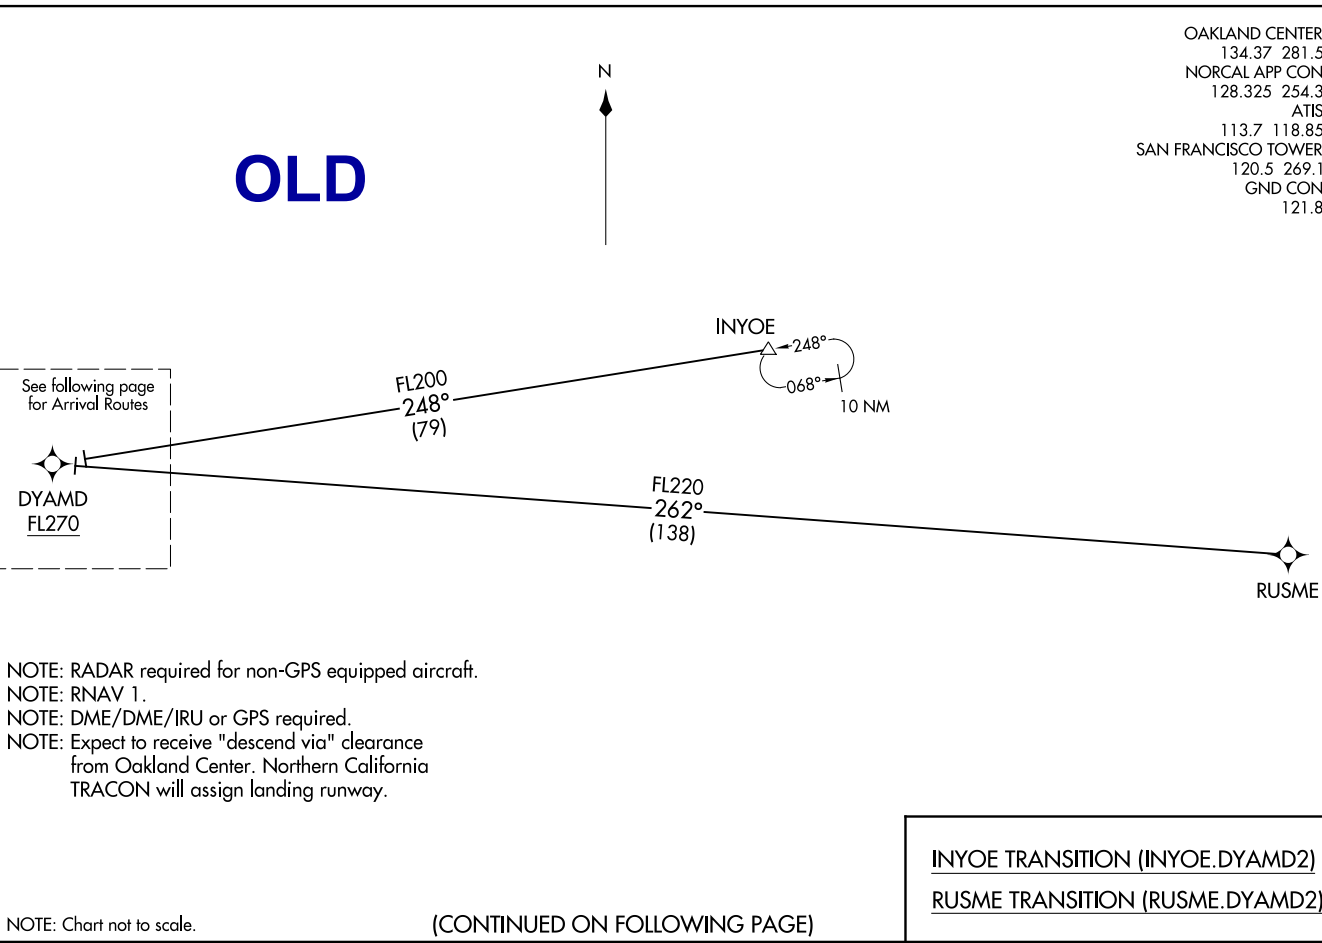 OAKLAND CENTER
134.37 281.5
NORCAL APP CON
128.325 254.3
ATIS
113.7 118.85
SAN FRANCISCO TOWER
120.5 269.1
GND CON
121.8
N
OLD
INYOE
248°
068°
10 NM
See following page
for Arrival Routes
FL200
248°
(79)
DYAMD
FL270
FL220
262°
(138)
RUSME
NOTE: RADAR required for non-GPS equipped aircraft.
NOTE: RNAV 1.
NOTE: DME/DME/IRU or GPS required.
NOTE: Expect to receive "descend via" clearance
from Oakland Center. Northern California
TRACON will assign landing runway.
INYOE TRANSITION (INYOE.DYAMD2)
RUSME TRANSITION (RUSME.DYAMD2)
NOTE: Chart not to scale.
(CONTINUED ON FOLLOWING PAGE)